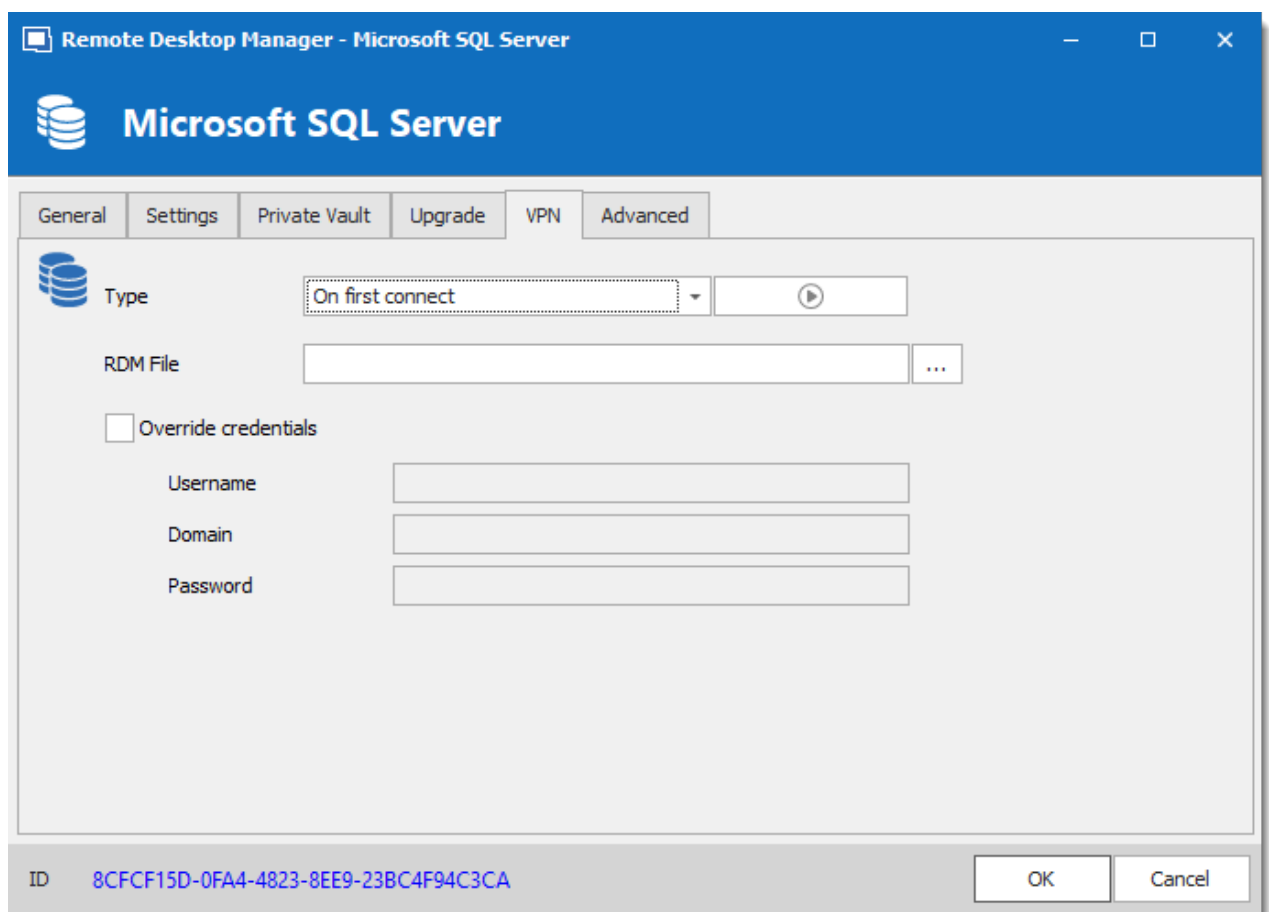 Remote Desktop Manager - Microsoft SQL Server
Microsoft SQL Server
General Settings Private Vault Upgrade VPN Advanced
Type On first connect
RDM File ...
Override credentials
Username
Domain
Password
ID 8CFCF15D-0FA4-4823-8EE9-23BC4F94C3CA OK Cancel